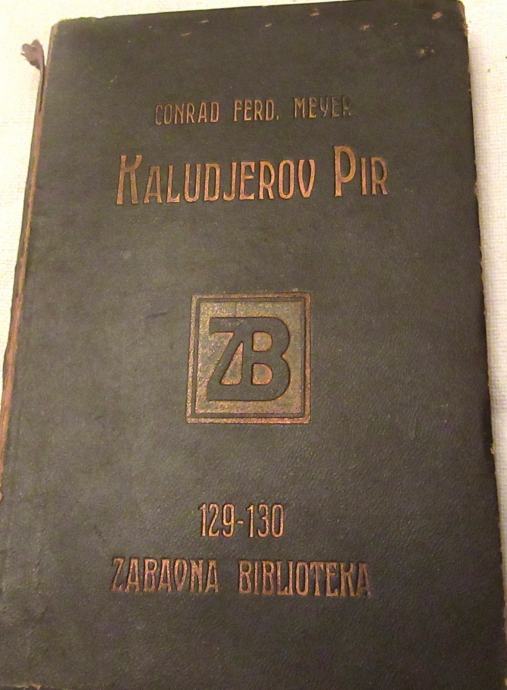 CONRAD FERD. MEYER
KALUDJEROV PIR
ZB
129-130
ZABAVNA BIBLIOTEKA